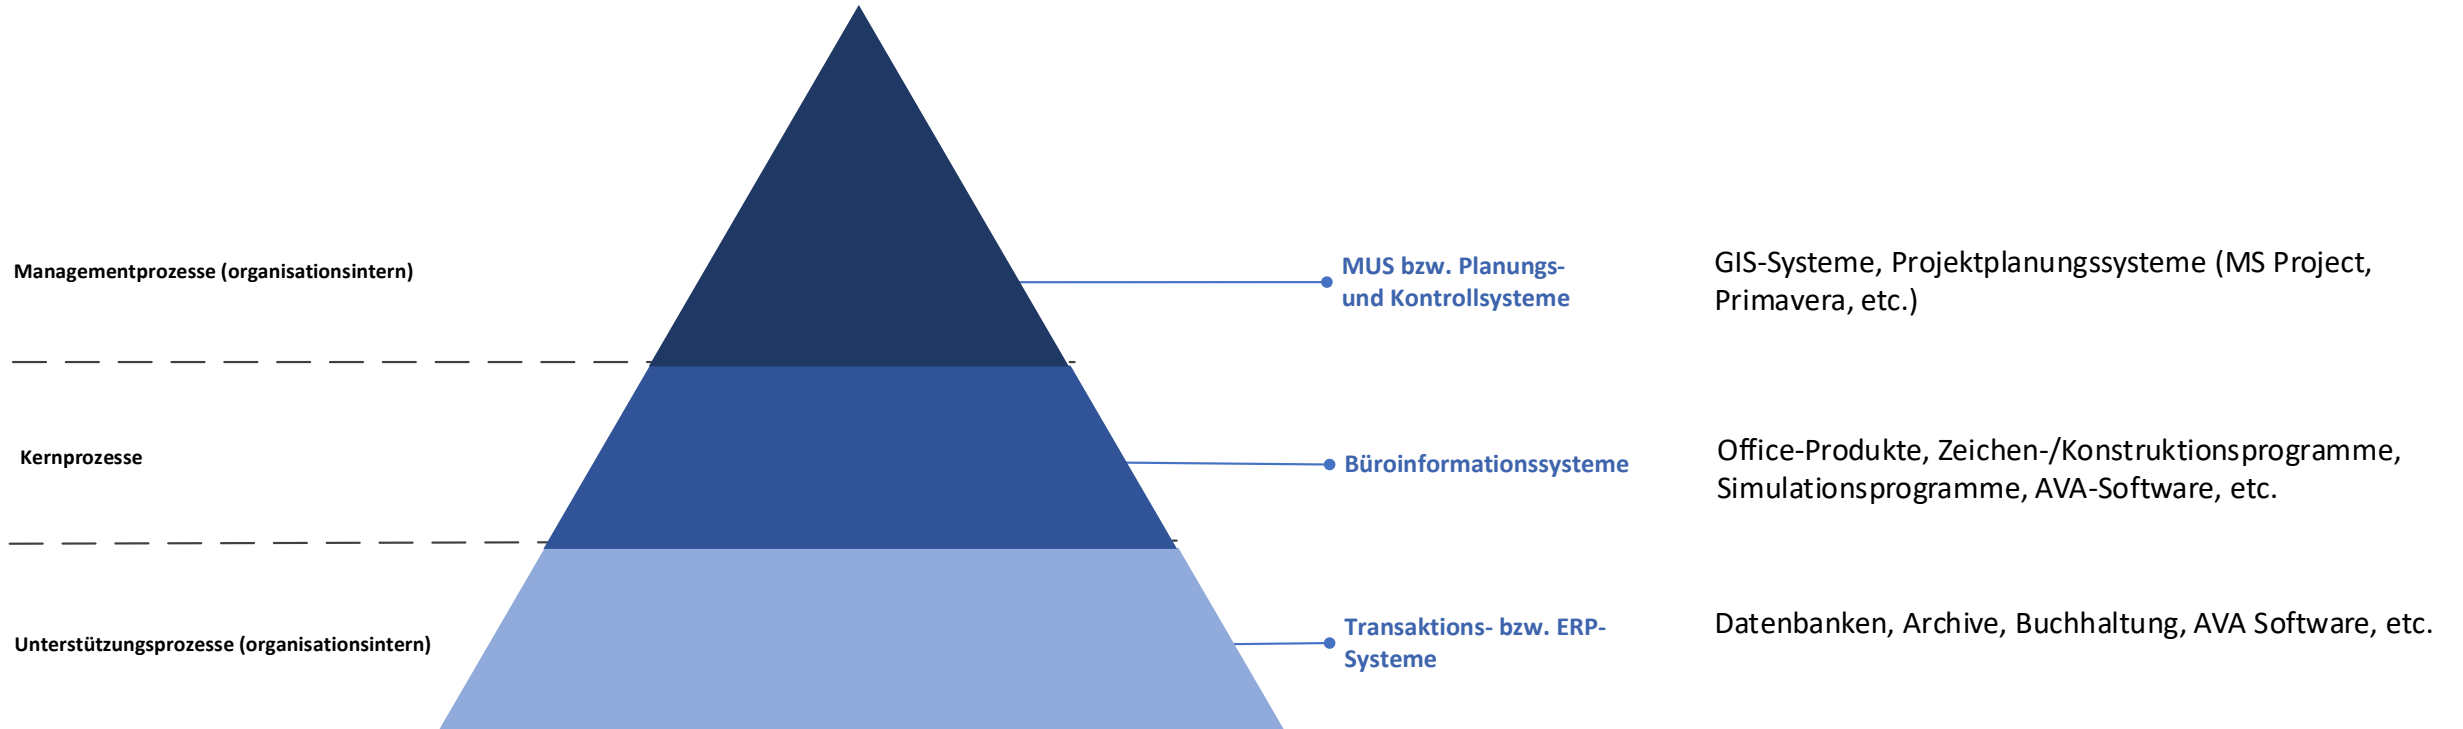 Managementprozesse (organisationsintern)
MUS bzw. Planungs-
und Kontrollsysteme
GIS-Systeme, Projektplanungssysteme (MS Project,
Primavera, etc.)
Kernprozesse
Büroinformationssysteme
Office-Produkte, Zeichen-/Konstruktionsprogramme,
Simulationsprogramme, AVA-Software, etc.
Unterstützungsprozesse (organisationsintern)
Transaktions- bzw. ERP-
Systeme
Datenbanken, Archive, Buchhaltung, AVA Software, etc.